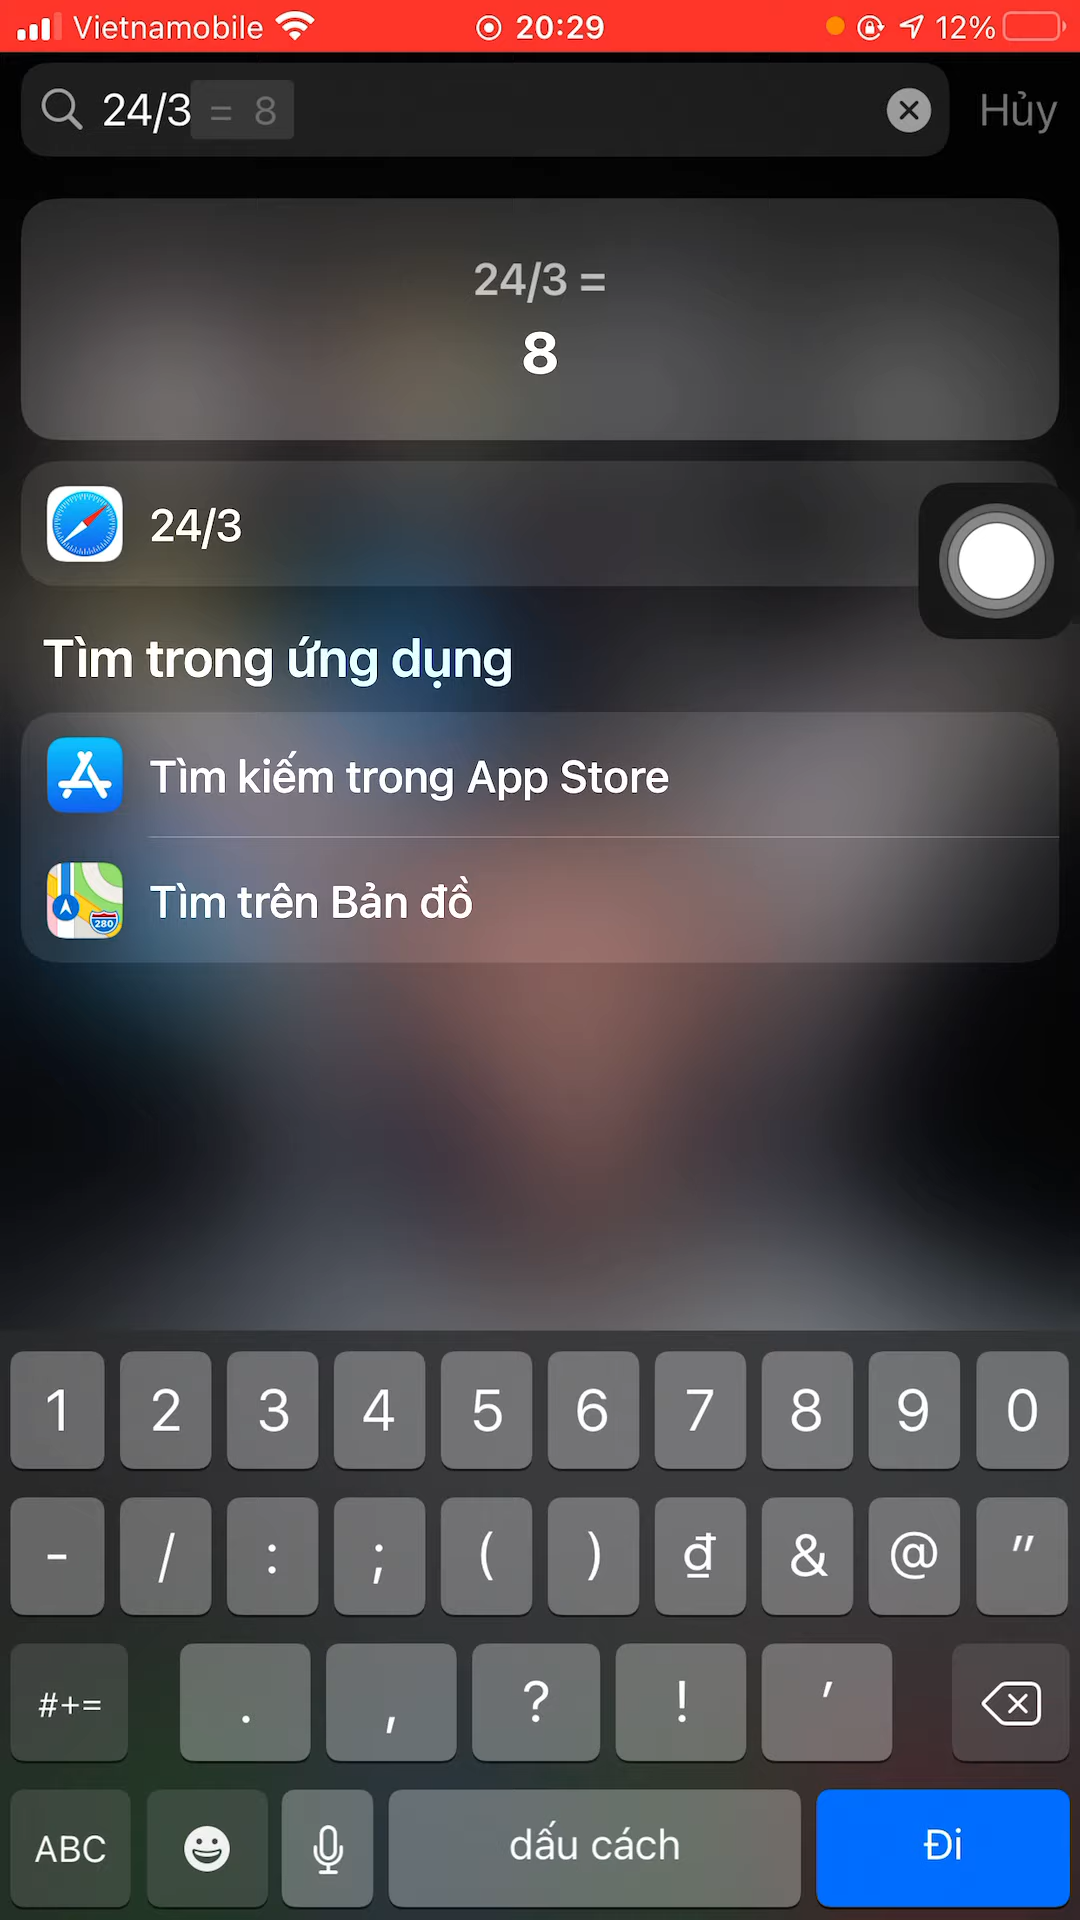 Vietnamobile 20:29 12%
24/3 = 8 Hủy
24/3 =
8
24/3
Tìm trong ứng dụng
Tìm kiếm trong App Store
280
Tìm trên Bản đồ
1 2 3 4 5 6 7 8 9 0
- / : ; ( ) ₫ & @ "
#+= . , ? ! '
ABC dấu cách Đi